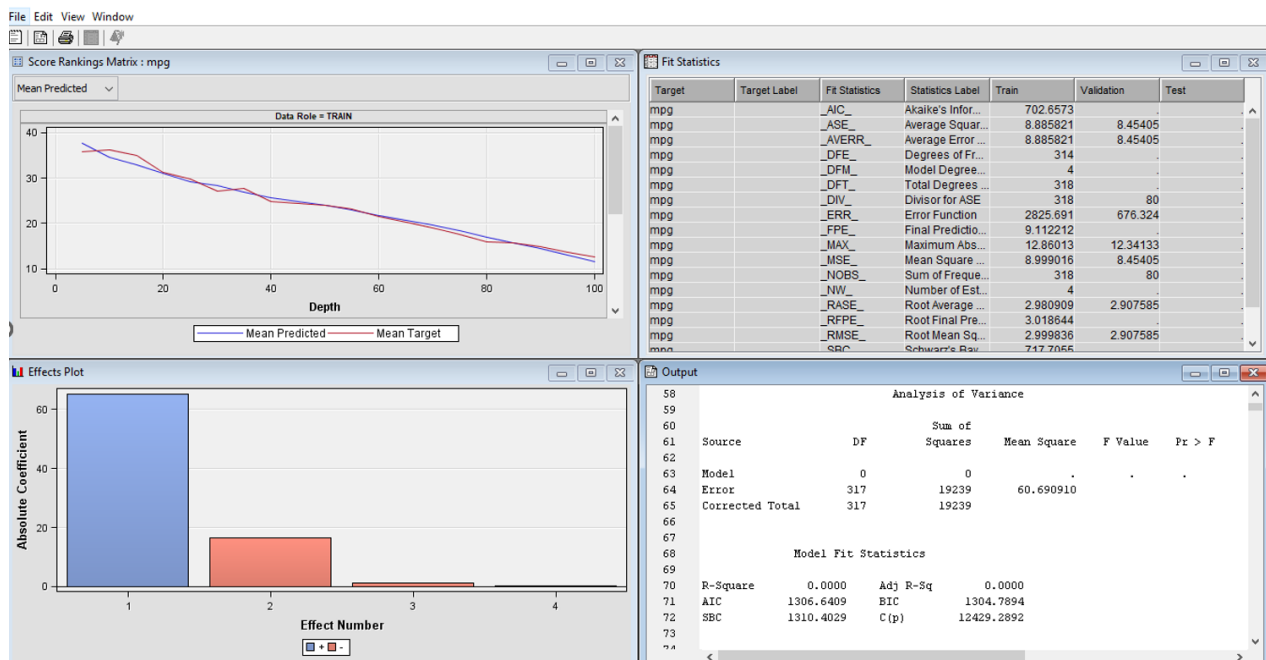 File Edit View Window
Score Rankings Matrix : mpg
Mean Predicted
Data Role = TRAIN
40
30
20
10
0 20 40 60 80 100
Depth
Mean Predicted Mean Target
Fit Statistics
Target Target Label Fit Statistics Statistics Label Train Validation Test
mpg _AIC_ Akaike's Infor... 702.6573 .
mpg _ASE_ Average Squar... 8.885821 8.45405 .
mpg _AVERR_ Average Error ... 8.885821 8.45405 .
mpg _DFE_ Degrees of Fr... 314 . .
mpg _DFM_ Model Degree... 4 . .
mpg _DFT_ Total Degrees ... 318 . .
mpg _DIV_ Divisor for ASE 318 80 .
mpg _ERR_ Error Function 2825.691 676.324 .
mpg _FPE_ Final Predictio... 9.112212 . .
mpg _MAX_ Maximum Abs... 12.86013 12.34133 .
mpg _MSE_ Mean Square ... 8.999016 8.45405 .
mpg _NOBS_ Sum of Freque... 318 80 .
mpg _NW_ Number of Est... 4 . .
mpg _RASE_ Root Average ... 2.980909 2.907585 .
mpg _RFPE_ Root Final Pre... 3.018644 . .
mpg _RMSE_ Root Mean Sq... 2.999836 2.907585 .
mpg _SBC_ Schwarz's Bay... 717.7055
Effects Plot
Absolute Coefficient
60
40
20
0
1 2 3 4
Effect Number
+ -
Output
58 Analysis of Variance
59
60 Sum of
61 Source DF Squares Mean Square F Value Pr > F
62
63 Model 0 0 . . .
64 Error 317 19239 60.690910
65 Corrected Total 317 19239
66
67
68 Model Fit Statistics
69
70 R-Square 0.0000 Adj R-Sq 0.0000
71 AIC 1306.6409 BIC 1304.7894
72 SBC 1310.4029 C(p) 12429.2892
73
74